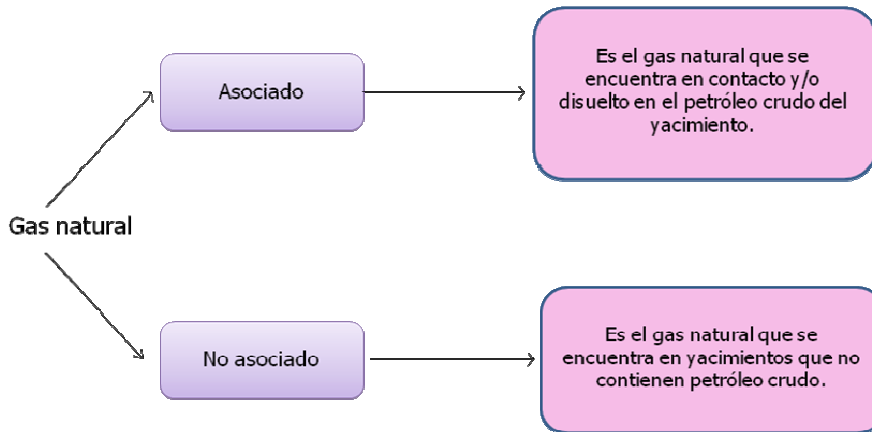 Asociado
Es el gas natural que se
encuentra en contacto y/o
disuelto en el petróleo crudo del
yacimiento.
Gas natural
No asociado
Es el gas natural que se
encuentra en yacimientos que no
contienen petróleo crudo.